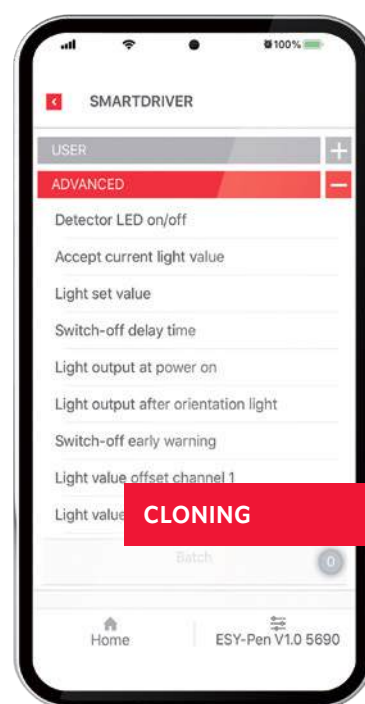 100%
SMARTDRIVER
USER
ADVANCED
Detector LED on/off
Accept current light value
Light set value
Switch-off delay time
Light output at power on
Light output after orientation light
Switch-off early warning
Light value offset channel 1
Light value
CLONING
Batch
0
Home
ESY-Pen V1.0 5690